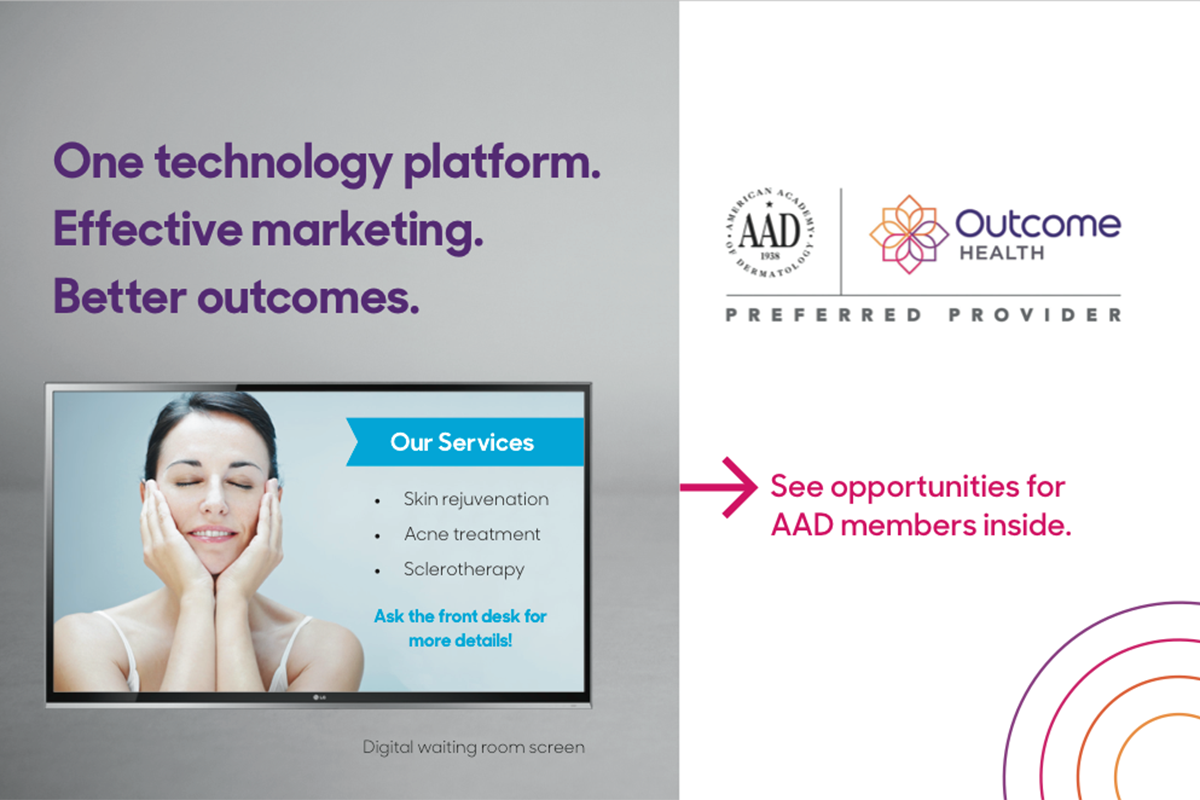 One technology platform.
Effective marketing.
Better outcomes.
Our Services
• Skin rejuvenation
• Acne treatment
• Sclerotherapy
Ask the front desk for
more details!
LG
Digital waiting room screen
AMERICAN ACADEMY
AAD
1938
OF DERMATOLOGY
Outcome
HEALTH
PREFERRED PROVIDER
See opportunities for
AAD members inside.